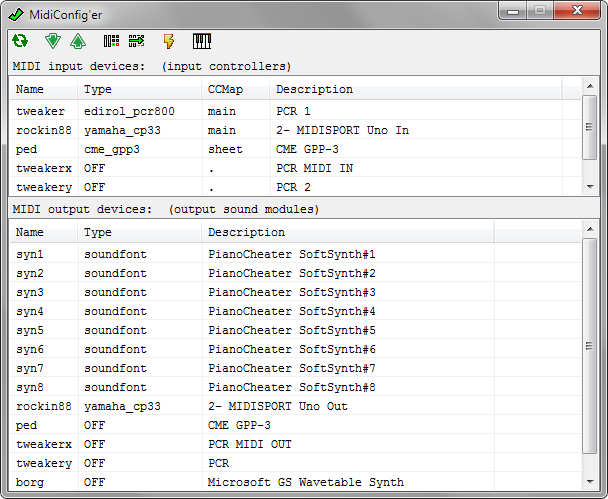 MidiConfig'er
MIDI input devices: (input controllers)
Name Type CCMap Description
tweaker edirol_pcr800 main PCR 1
rockin88 yamaha_cp33 main 2- MIDISPORT Uno In
ped cme_gpp3 sheet CME GPP-3
tweakerx OFF . PCR MIDI IN
tweakery OFF . PCR 2
MIDI output devices: (output sound modules)
Name Type Description
syn1 soundfont PianoCheater SoftSynth#1
syn2 soundfont PianoCheater SoftSynth#2
syn3 soundfont PianoCheater SoftSynth#3
syn4 soundfont PianoCheater SoftSynth#4
syn5 soundfont PianoCheater SoftSynth#5
syn6 soundfont PianoCheater SoftSynth#6
syn7 soundfont PianoCheater SoftSynth#7
syn8 soundfont PianoCheater SoftSynth#8
rockin88 yamaha_cp33 2- MIDISPORT Uno Out
ped OFF CME GPP-3
tweakerx OFF PCR MIDI OUT
tweakery OFF PCR
borg OFF Microsoft GS Wavetable Synth